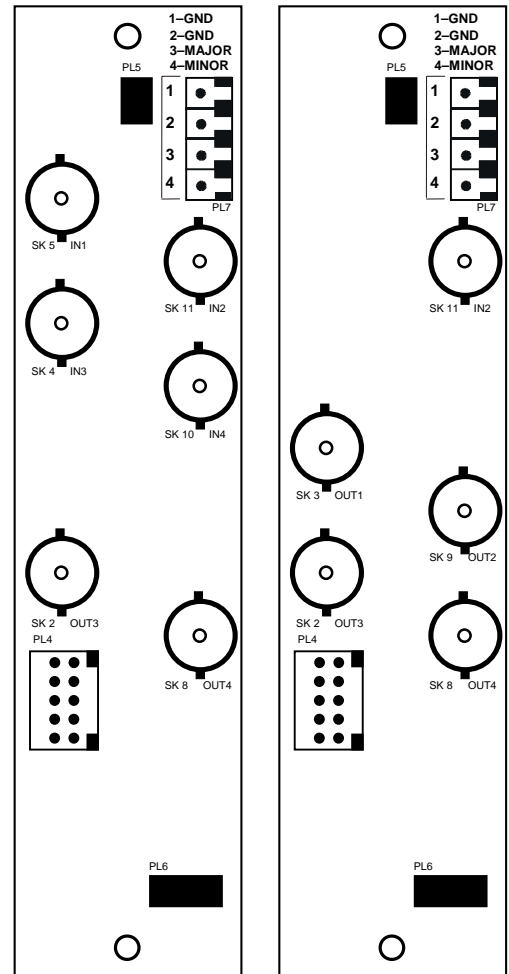 1–GND
2–GND
3–MAJOR
4–MINOR
PL5
1
2
3
4
PL7
SK 5 IN1
SK 11 IN2
SK 4 IN3
SK 10 IN4
SK 2 OUT3
PL4
SK 8 OUT4
PL6
1–GND
2–GND
3–MAJOR
4–MINOR
PL5
1
2
3
4
PL7
SK 11 IN2
SK 3 OUT1
SK 9 OUT2
SK 2 OUT3
PL4
SK 8 OUT4
PL6